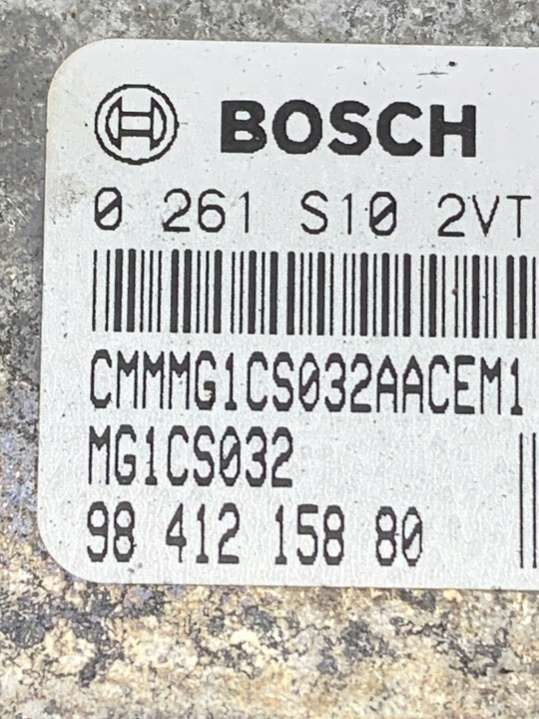 BOSCH
0 261 S10 2VT
CMMMG1CS032AACEM1
MG1CS032
98 412 158 80